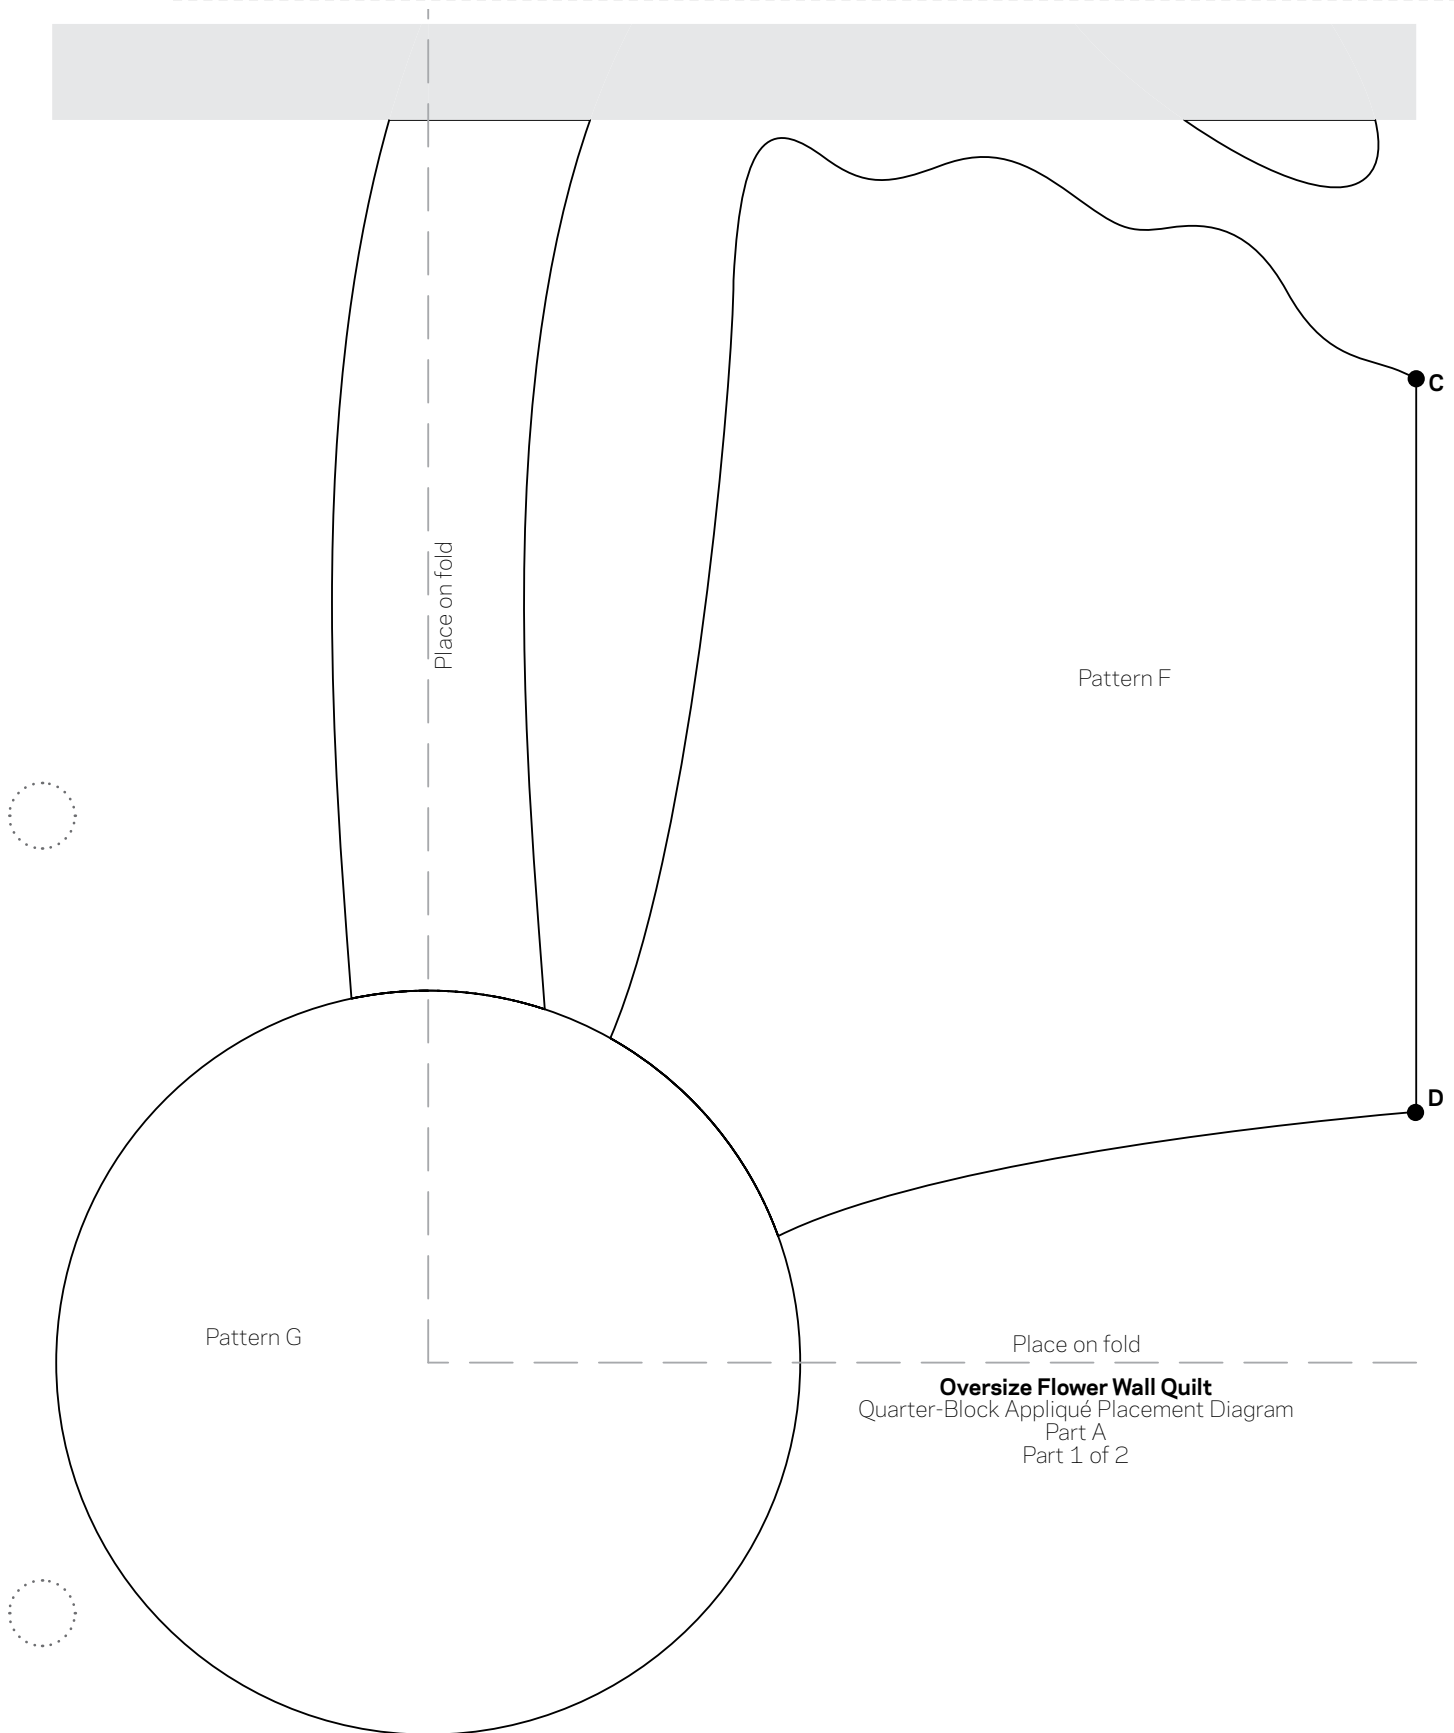 C
Place on fold
Pattern F
D
Pattern G
Place on fold
Oversize Flower Wall Quilt
Quarter-Block Appliqué Placement Diagram
Part A
Part 1 of 2